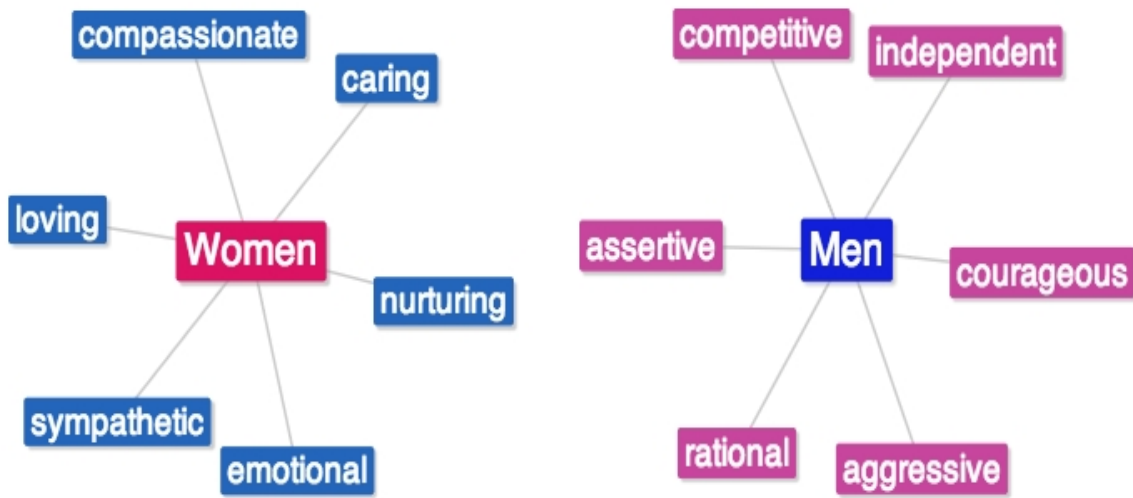 compassionate
caring
loving
Women
nurturing
sympathetic
emotional
competitive
independent
assertive
Men
courageous
rational
aggressive